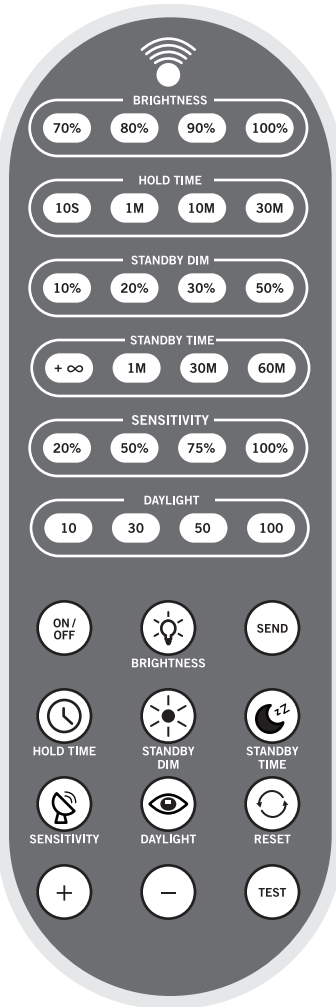 BRIGHTNESS
70% 80% 90% 100%
HOLD TIME
10S 1M 10M 30M
STANDBY DIM
10% 20% 30% 50%
STANDBY TIME
+ ∞ 1M 30M 60M
SENSITIVITY
20% 50% 75% 100%
DAYLIGHT
10 30 50 100
ON /
OFF
SEND
BRIGHTNESS
HOLD TIME
STANDBY
DIM
zZ
STANDBY
TIME
SENSITIVITY
DAYLIGHT
RESET
+ − TEST